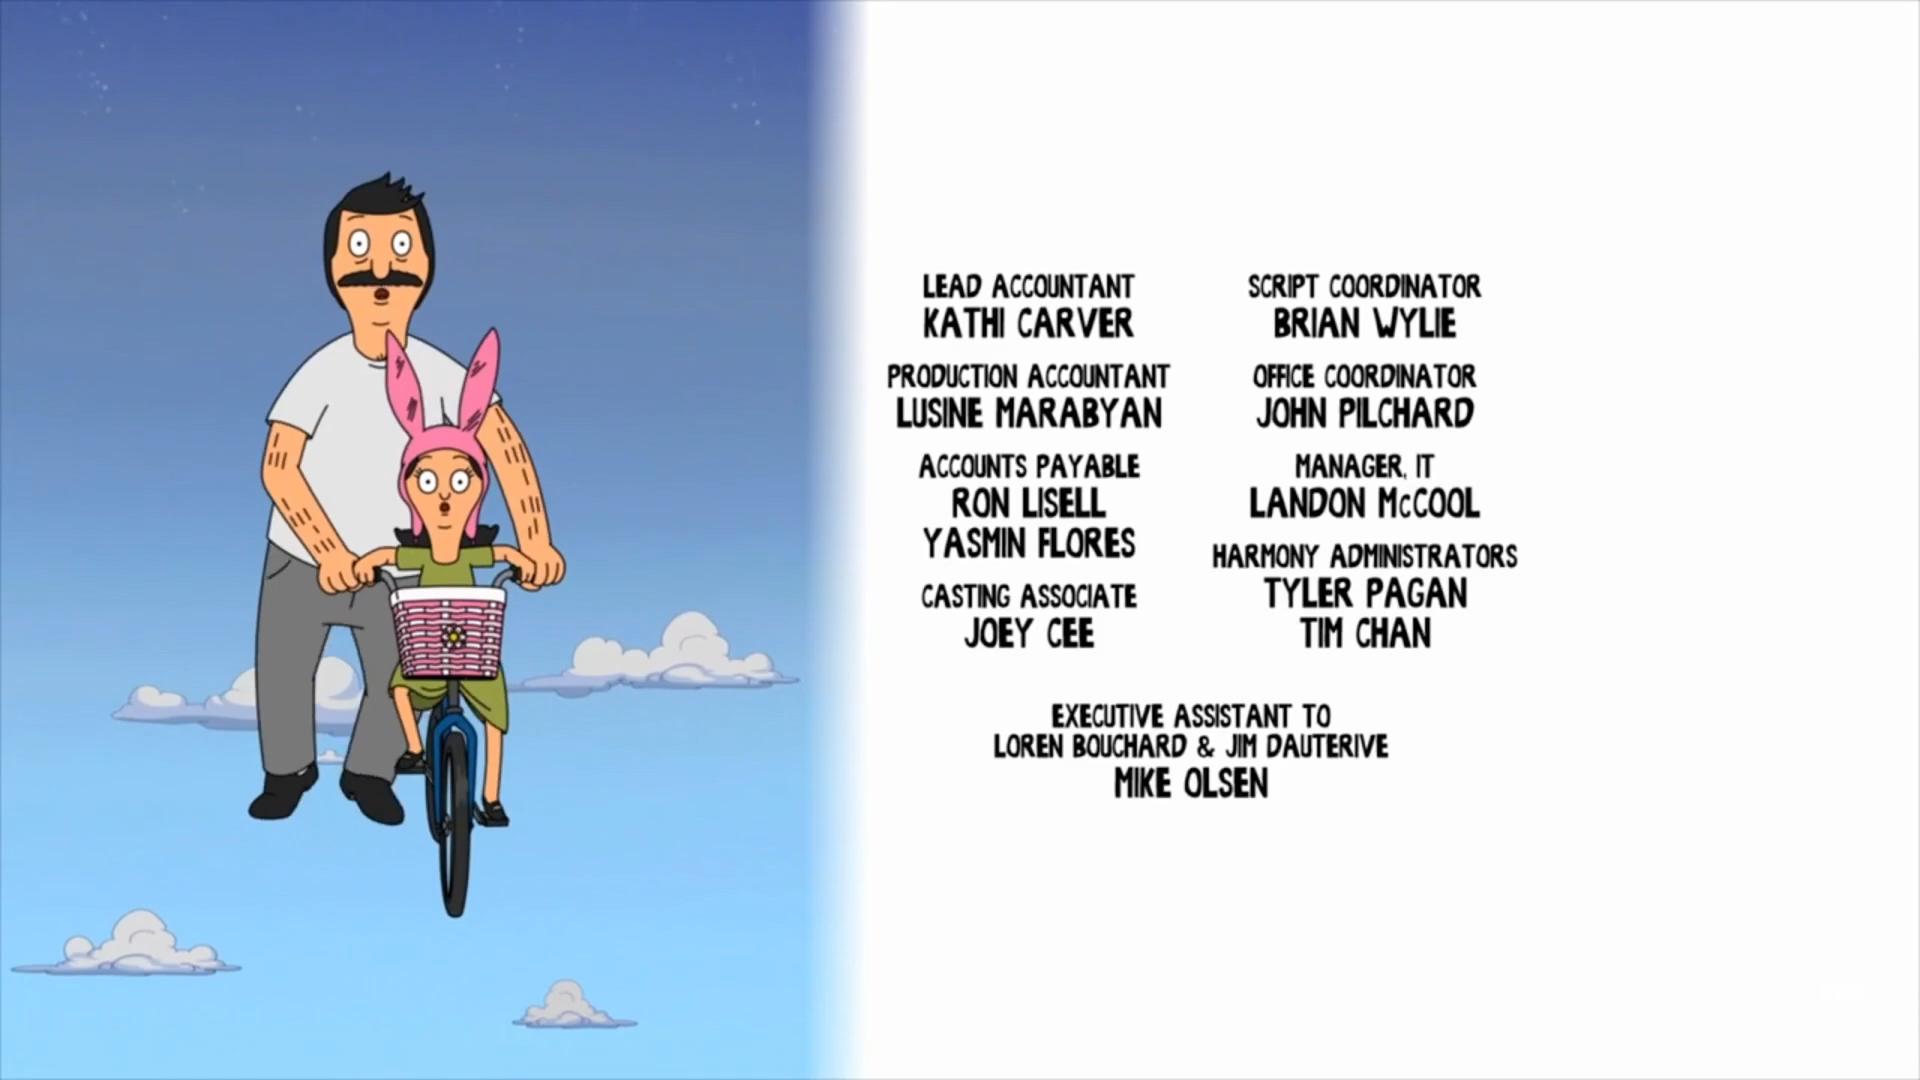 LEAD ACCOUNTANT
KATHI CARVER
PRODUCTION ACCOUNTANT
LUSINE MARABYAN
ACCOUNTS PAYABLE
RON LISELL
YASMIN FLORES
CASTING ASSOCIATE
JOEY CEE
SCRIPT COORDINATOR
BRIAN WYLIE
OFFICE COORDINATOR
JOHN PILCHARD
MANAGER, IT
LANDON McCOOL
HARMONY ADMINISTRATORS
TYLER PAGAN
TIM CHAN
EXECUTIVE ASSISTANT TO
LOREN BOUCHARD & JIM DAUTERIVE
MIKE OLSEN